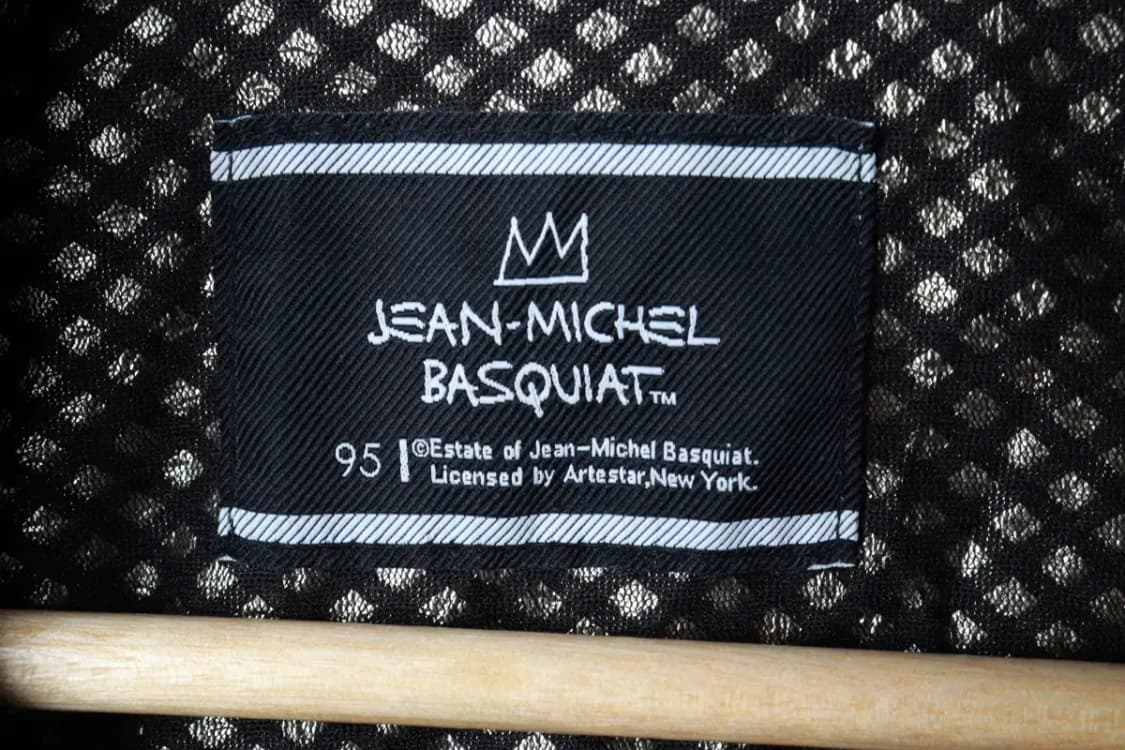 JEAN-MICHEL
BASQUIAT™
95 | ©Estate of Jean-Michel Basquiat.
Licensed by Artestar,New York.